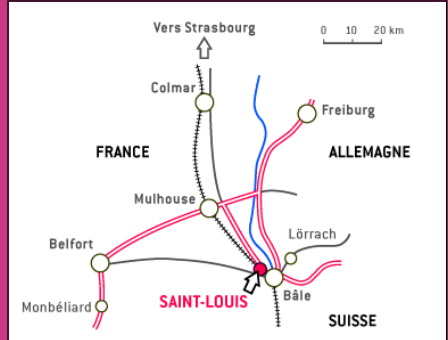 Vers Strasbourg
0 10 20 km
Colmar
Freiburg
FRANCE
ALLEMAGNE
Mulhouse
Lörrach
Belfort
SAINT-LOUIS
Bâle
Monbéliard
SUISSE